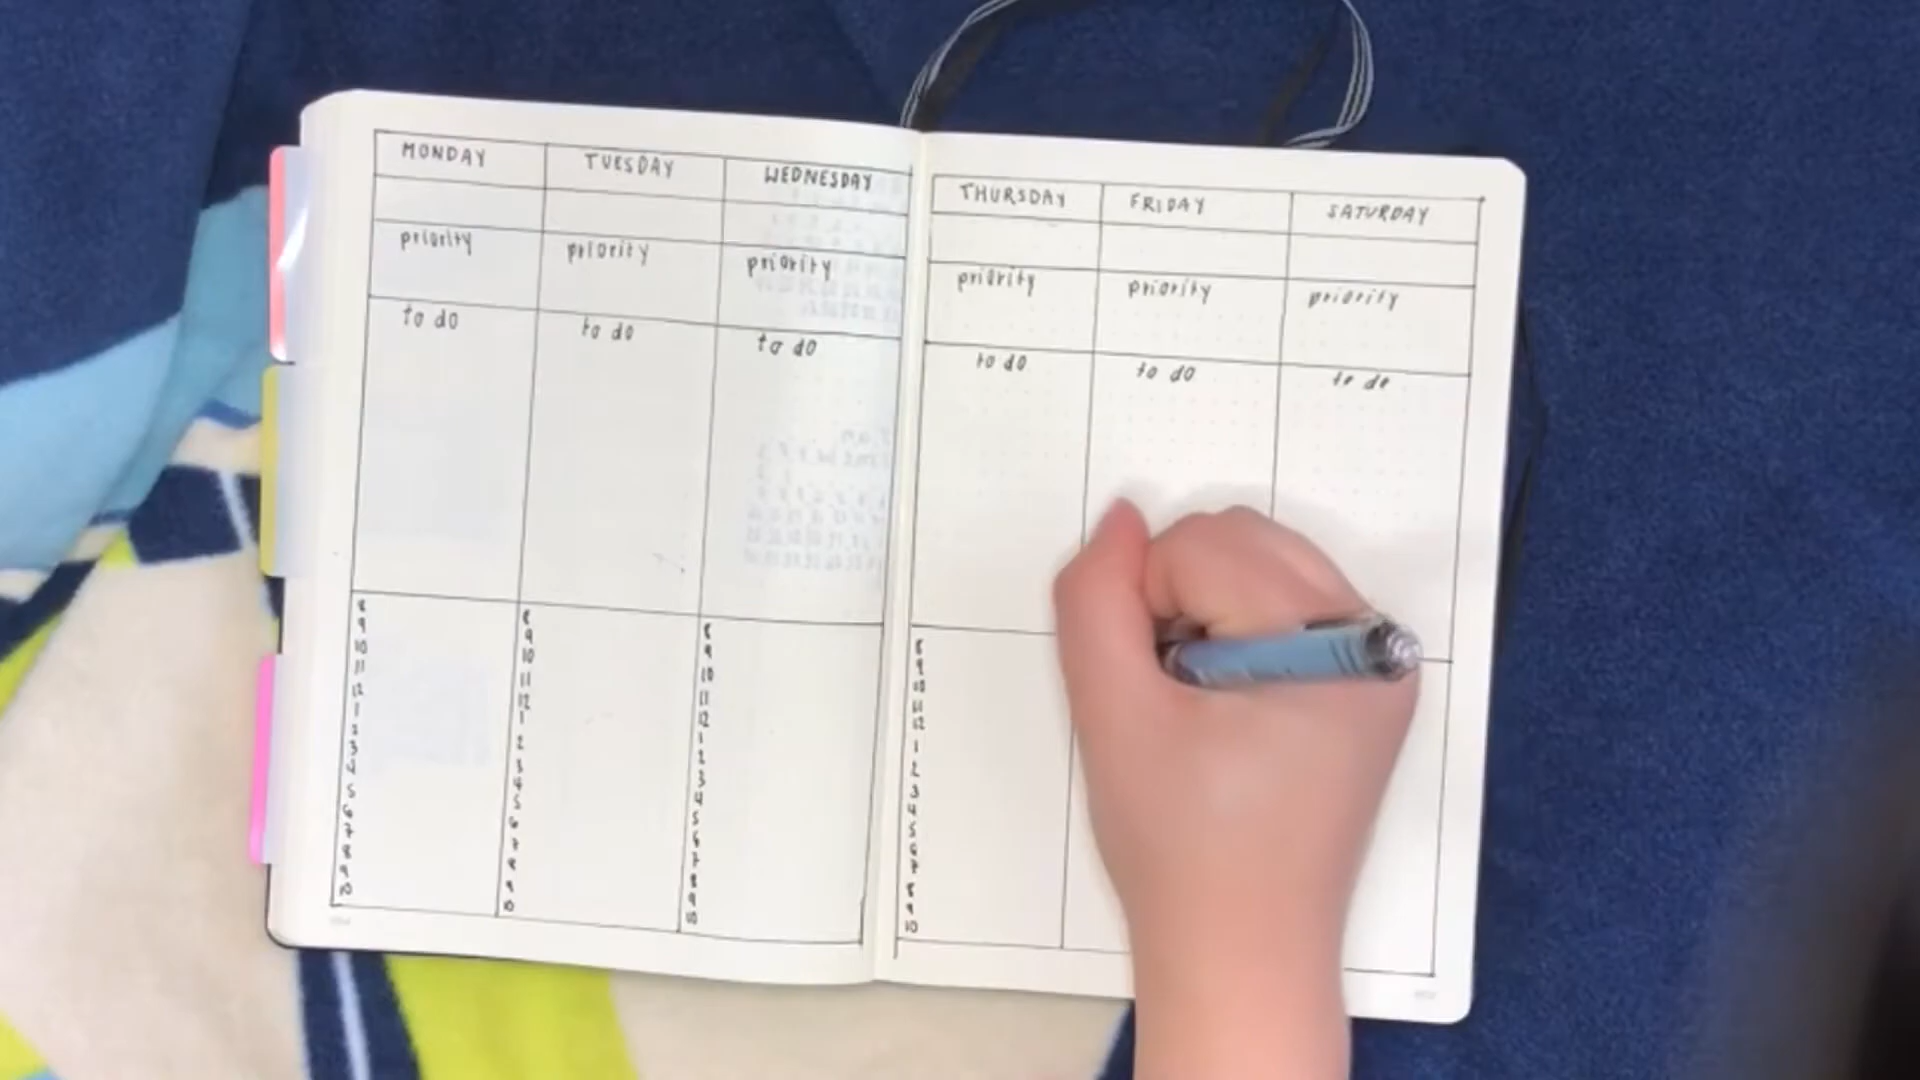 MONDAY TUESDAY WEDNESDAY THURSDAY FRIDAY SATURDAY
priority priority priority priority priority priority
to do to do to do to do to do to do
8 8 8 8
9 9 9 9
10 10 10 10
11 11 11 11
12 12 12 12
1 1 1 1
2 2 2 2
3 3 3 3
4 4 4 4
5 5 5 5
6 6 6 6
7 7 7 7
8 8 8 8
9 9 9 9
10 10 10 10